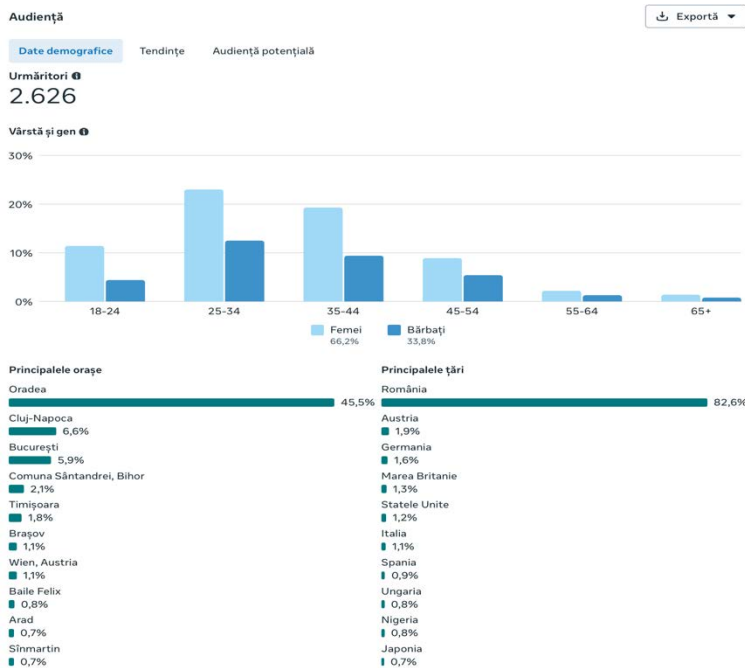 Audiență
Exportă
Date demografice Tendințe Audiență potențială
Urmăritori
2.626
Vârstă și gen
30%
20%
10%
0%
18-24 25-34 35-44 45-54 55-64 65+
Femei Bărbați
66,2% 33,8%
Principalele orașe
Oradea
45,5%
Cluj-Napoca
6,6%
București
5,9%
Comuna Sântandrei, Bihor
2,1%
Timișoara
1,8%
Brașov
1,1%
Wien, Austria
1,1%
Baile Felix
0,8%
Arad
0,7%
Sînmartin
0,7%
Principalele țări
România
82,6%
Austria
1,9%
Germania
1,6%
Marea Britanie
1,3%
Statele Unite
1,2%
Italia
1,1%
Spania
0,9%
Ungaria
0,8%
Nigeria
0,8%
Japonia
0,7%